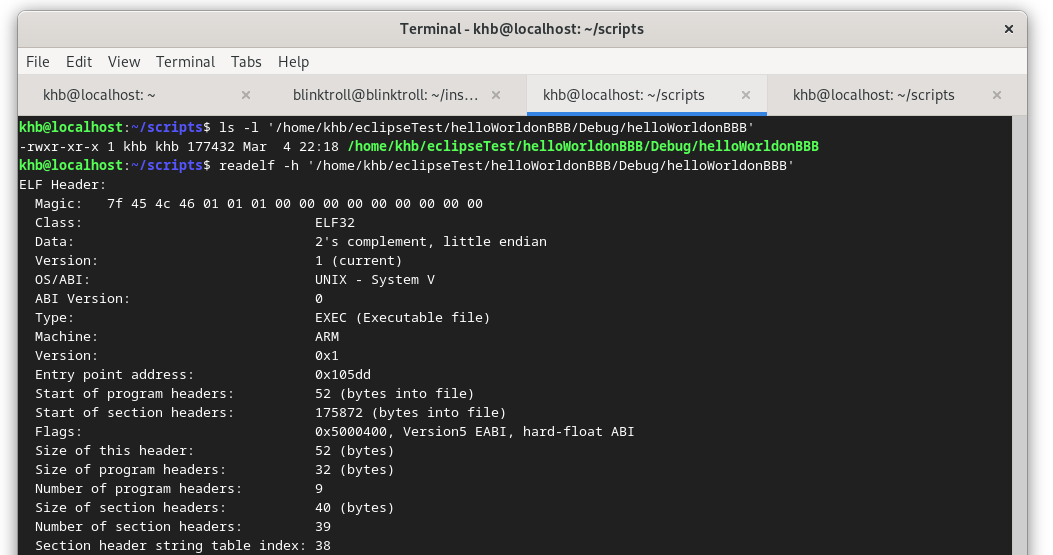 Terminal - khb@localhost: ~/scripts
File Edit View Terminal Tabs Help
khb@localhost: ~ blinktroll@blinktroll: ~/ins... khb@localhost: ~/scripts khb@localhost: ~/scripts
khb@localhost:~/scripts$ ls -l '/home/khb/eclipseTest/helloWorldonBBB/Debug/helloWorldonBBB'
-rwxr-xr-x 1 khb khb 177432 Mar  4 22:18 /home/khb/eclipseTest/helloWorldonBBB/Debug/helloWorldonBBB
khb@localhost:~/scripts$ readelf -h '/home/khb/eclipseTest/helloWorldonBBB/Debug/helloWorldonBBB'
ELF Header:
  Magic:   7f 45 4c 46 01 01 01 00 00 00 00 00 00 00 00 00
  Class:                             ELF32
  Data:                              2's complement, little endian
  Version:                           1 (current)
  OS/ABI:                            UNIX - System V
  ABI Version:                       0
  Type:                              EXEC (Executable file)
  Machine:                           ARM
  Version:                           0x1
  Entry point address:               0x105dd
  Start of program headers:          52 (bytes into file)
  Start of section headers:          175872 (bytes into file)
  Flags:                             0x5000400, Version5 EABI, hard-float ABI
  Size of this header:               52 (bytes)
  Size of program headers:           32 (bytes)
  Number of program headers:         9
  Size of section headers:           40 (bytes)
  Number of section headers:         39
  Section header string table index: 38